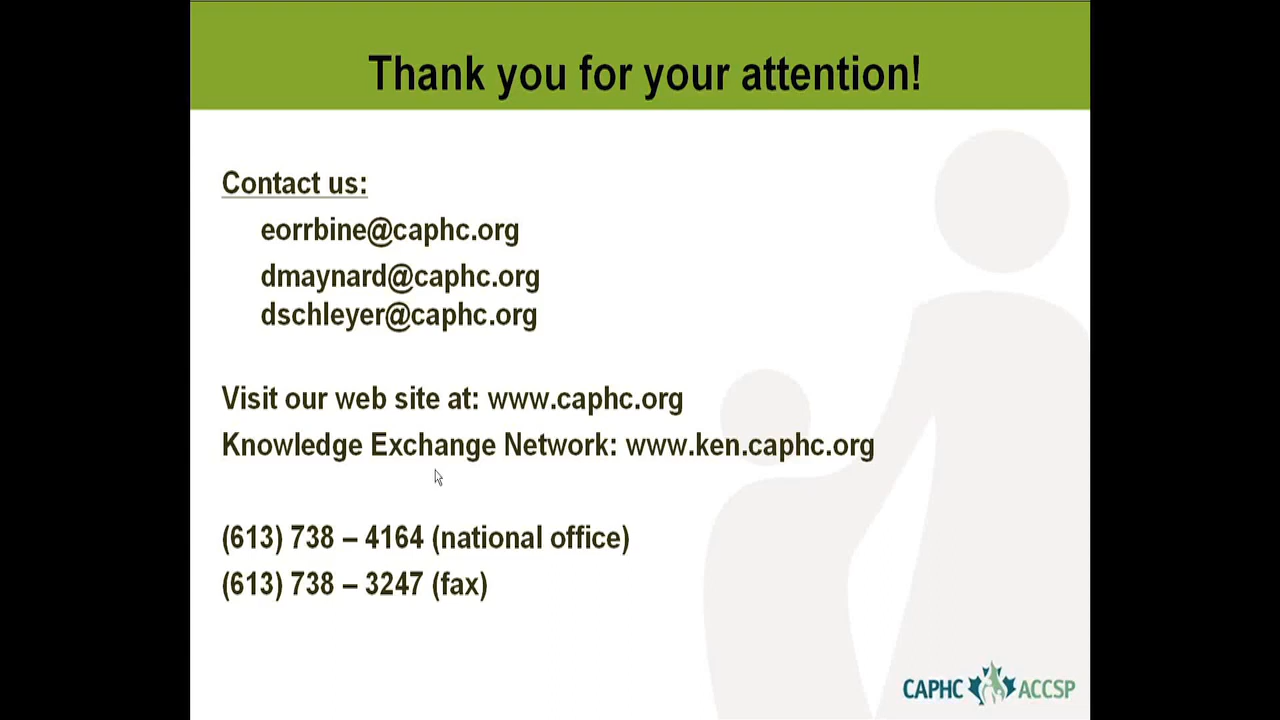 Thank you for your attention!
Contact us:
eorrbine@caphc.org
dmaynard@caphc.org
dschleyer@caphc.org
Visit our web site at: www.caphc.org
Knowledge Exchange Network: www.ken.caphc.org
(613) 738 – 4164 (national office)
(613) 738 – 3247 (fax)
CAPHC ACCSP